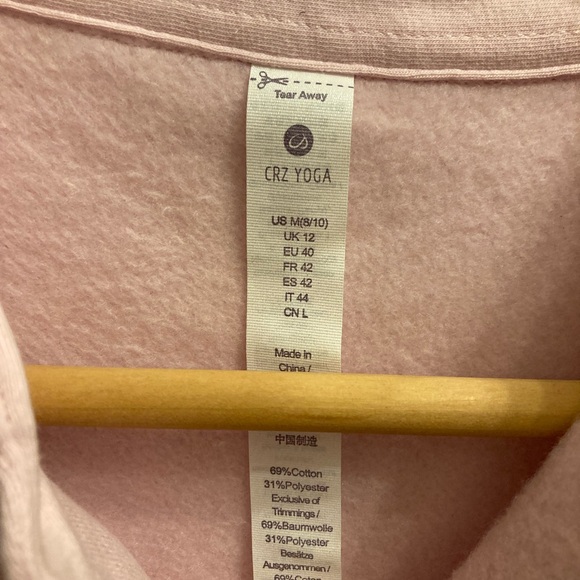 Tear Away
CRZ YOGA
US M(8/10)
UK 12
EU 40
FR 42
ES 42
IT 44
CN L
Made in
China /
中国制造
69%Cotton
31%Polyester
Exclusive of
Trimmings /
69%Baumwolle
31%Polyester
Besätze
Ausgenommen /
69%Coton